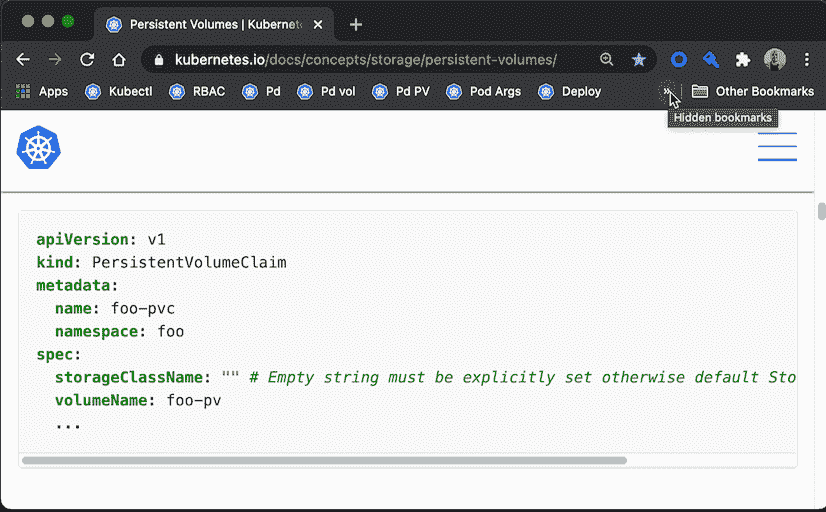 Persistent Volumes | Kubernet
kubernetes.io/docs/concepts/storage/persistent-volumes/
Apps Kubectl RBAC Pd Pd vol Pd PV Pod Args Deploy » Other Bookmarks
Hidden bookmarks
apiVersion: v1
kind: PersistentVolumeClaim
metadata:
  name: foo-pvc
  namespace: foo
spec:
  storageClassName: "" # Empty string must be explicitly set otherwise default Sto
  volumeName: foo-pv
  ...